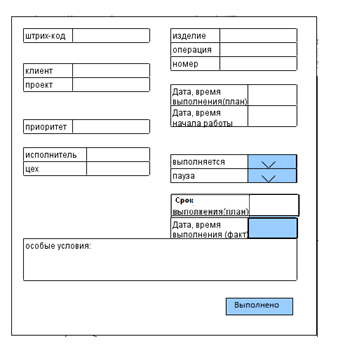 штрих-код
изделие
операция
номер
клиент
проект
Дата, время
выполнения(план)
Дата, время
начала работы
приоритет
исполнитель
цех
выполняется
пауза
Срок
выполнения(план)
Дата, время
выполнения (факт)
особые условия:
Выполнено